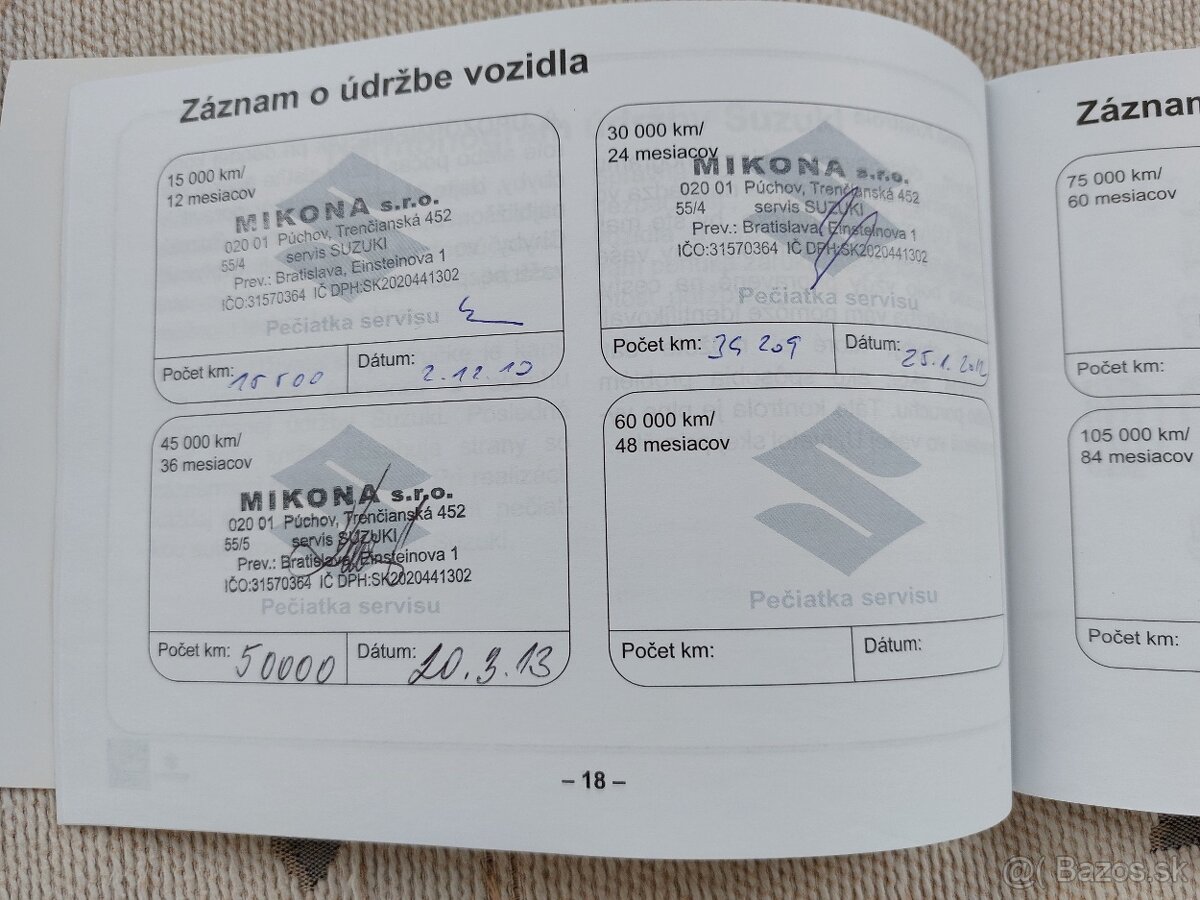 Záznam o údržbe vozidla
15 000 km/
12 mesiacov
MIKONA s.r.o.
020 01 Púchov, Trenčianská 452
55/4 servis SUZUKI
Prev.: Bratislava, Einsteinova 1
IČO:31570364 IČ DPH:SK2020441302
Pečiatka servisu
Počet km: 15500
Dátum: 2.12.10
30 000 km/
24 mesiacov
MIKONA s.r.o.
020 01 Púchov, Trenčianská 452
55/4 servis SUZUKI
Prev.: Bratislava, Einsteinova 1
IČO:31570364 IČ DPH:SK2020441302
Pečiatka servisu
Počet km: 34 209
Dátum: 25.1.2012
45 000 km/
36 mesiacov
MIKONA s.r.o.
020 01 Púchov, Trenčianská 452
55/5 servis SUZUKI
Prev.: Bratislava, Einsteinova 1
IČO:31570364 IČ DPH:SK2020441302
Pečiatka servisu
Počet km: 50000
Dátum: 20.3.13
60 000 km/
48 mesiacov
Pečiatka servisu
Počet km:
Dátum:
– 18 –
Záznam
75 000 km/
60 mesiacov
Počet km:
105 000 km/
84 mesiacov
Počet km:
@( Bazos.sk